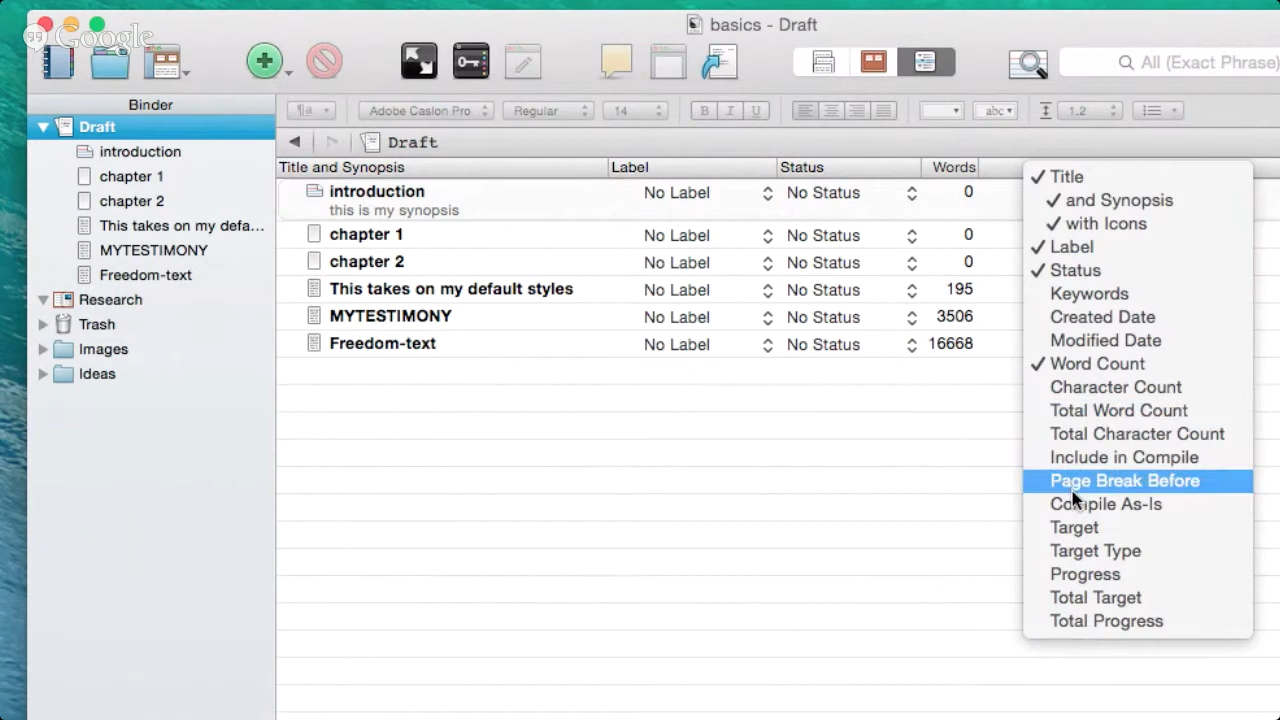 Google
basics - Draft
All (Exact Phrase)
Binder
¶a
Adobe Caslon Pro
Regular
14
B I U
abc
1.2
Draft
introduction
chapter 1
chapter 2
This takes on my defa...
MYTESTIMONY
Freedom-text
Research
Trash
Images
Ideas
Draft
Title and Synopsis Label Status Words
introduction No Label No Status 0
this is my synopsis
chapter 1 No Label No Status 0
chapter 2 No Label No Status 0
This takes on my default styles No Label No Status 195
MYTESTIMONY No Label No Status 3506
Freedom-text No Label No Status 16668
✓ Title
✓ and Synopsis
✓ with Icons
✓ Label
✓ Status
Keywords
Created Date
Modified Date
✓ Word Count
Character Count
Total Word Count
Total Character Count
Include in Compile
Page Break Before
Compile As-Is
Target
Target Type
Progress
Total Target
Total Progress